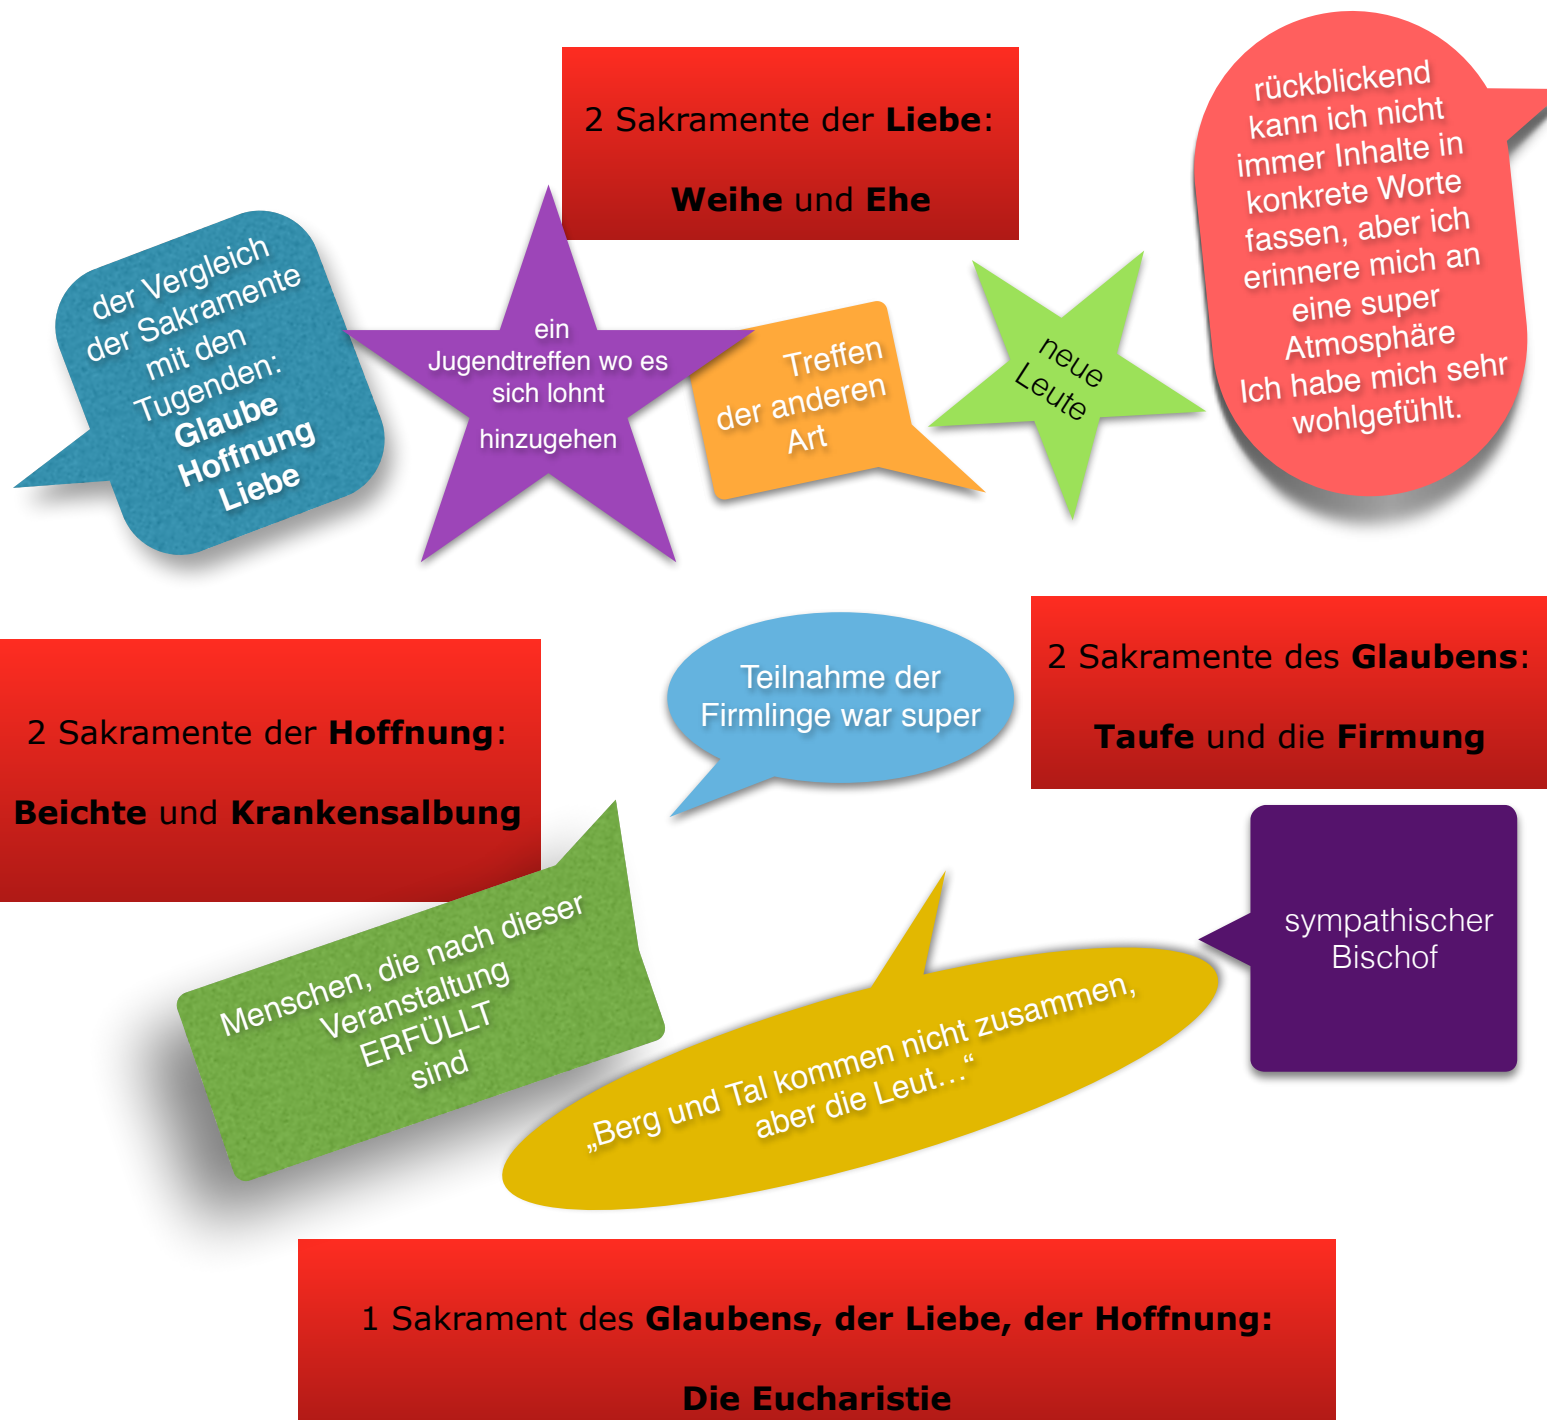 2 Sakramente der Liebe:
Weihe und Ehe
rückblickend
kann ich nicht
immer Inhalte in
konkrete Worte
fassen, aber ich
erinnere mich an
eine super
Atmosphäre
Ich habe mich sehr
wohlgefühlt.
der Vergleich
der Sakramente
mit den
Tugenden:
Glaube
Hoffnung
Liebe
ein
Jugendtreffen wo es
sich lohnt
hinzugehen
Treffen
der anderen
Art
neue
Leute
2 Sakramente der Hoffnung:
Beichte und Krankensalbung
Teilnahme der
Firmlinge war super
2 Sakramente des Glaubens:
Taufe und die Firmung
Menschen, die nach dieser
Veranstaltung
ERFÜLLT
sind
„Berg und Tal kommen nicht zusammen,
aber die Leut…“
sympathischer
Bischof
1 Sakrament des Glaubens, der Liebe, der Hoffnung:
Die Eucharistie